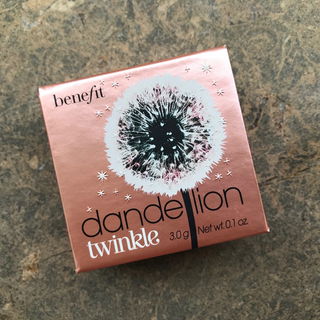 benefit
dandelion
twinkle
3.0 g Net wt. 0.1 oz.